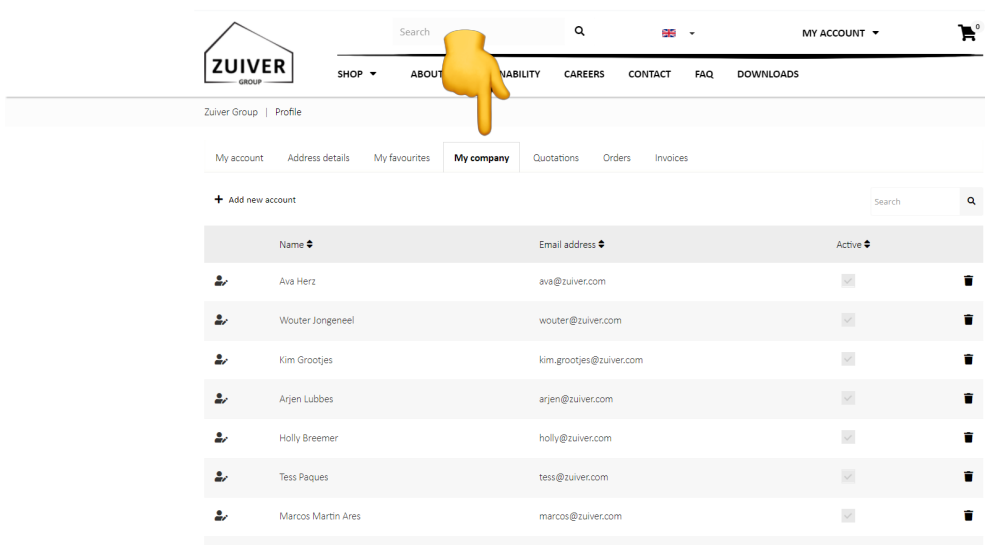 Search
MY ACCOUNT
0
ZUIVER
GROUP
SHOP ABOUT NABILITY CAREERS CONTACT FAQ DOWNLOADS
Zuiver Group | Profile
My account Address details My favourites My company Quotations Orders Invoices
+ Add new account
Search
Name Email address Active
Ava Herz ava@zuiver.com
Wouter Jongeneel wouter@zuiver.com
Kim Grootjes kim.grootjes@zuiver.com
Arjen Lubbes arjen@zuiver.com
Holly Breemer holly@zuiver.com
Tess Paques tess@zuiver.com
Marcos Martin Ares marcos@zuiver.com